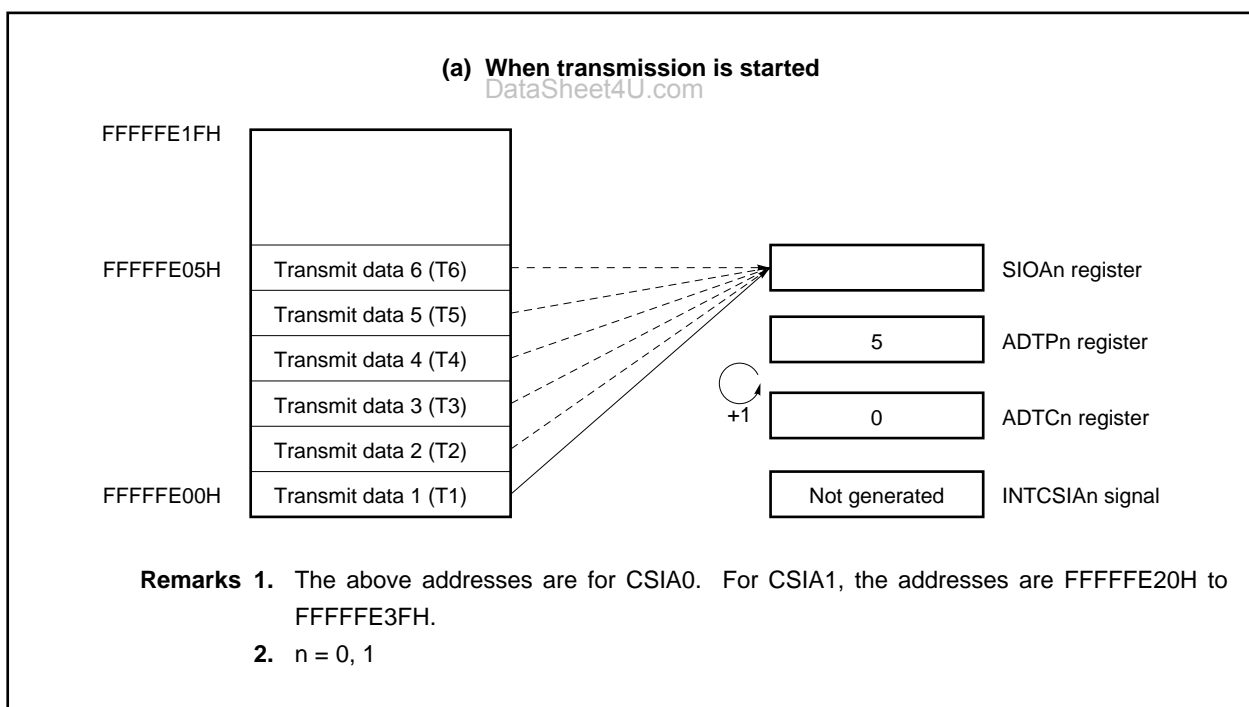 (a) When transmission is started
DataSheet4U.com
FFFFFE1FH
FFFFFE05H
Transmit data 6 (T6)
SIOAn register
Transmit data 5 (T5)
5
ADTPn register
Transmit data 4 (T4)
Transmit data 3 (T3)
+1
0
ADTCn register
Transmit data 2 (T2)
FFFFFE00H
Transmit data 1 (T1)
Not generated
INTCSIAn signal
Remarks 1. The above addresses are for CSIA0. For CSIA1, the addresses are FFFFFE20H to
FFFFFE3FH.
2. n = 0, 1